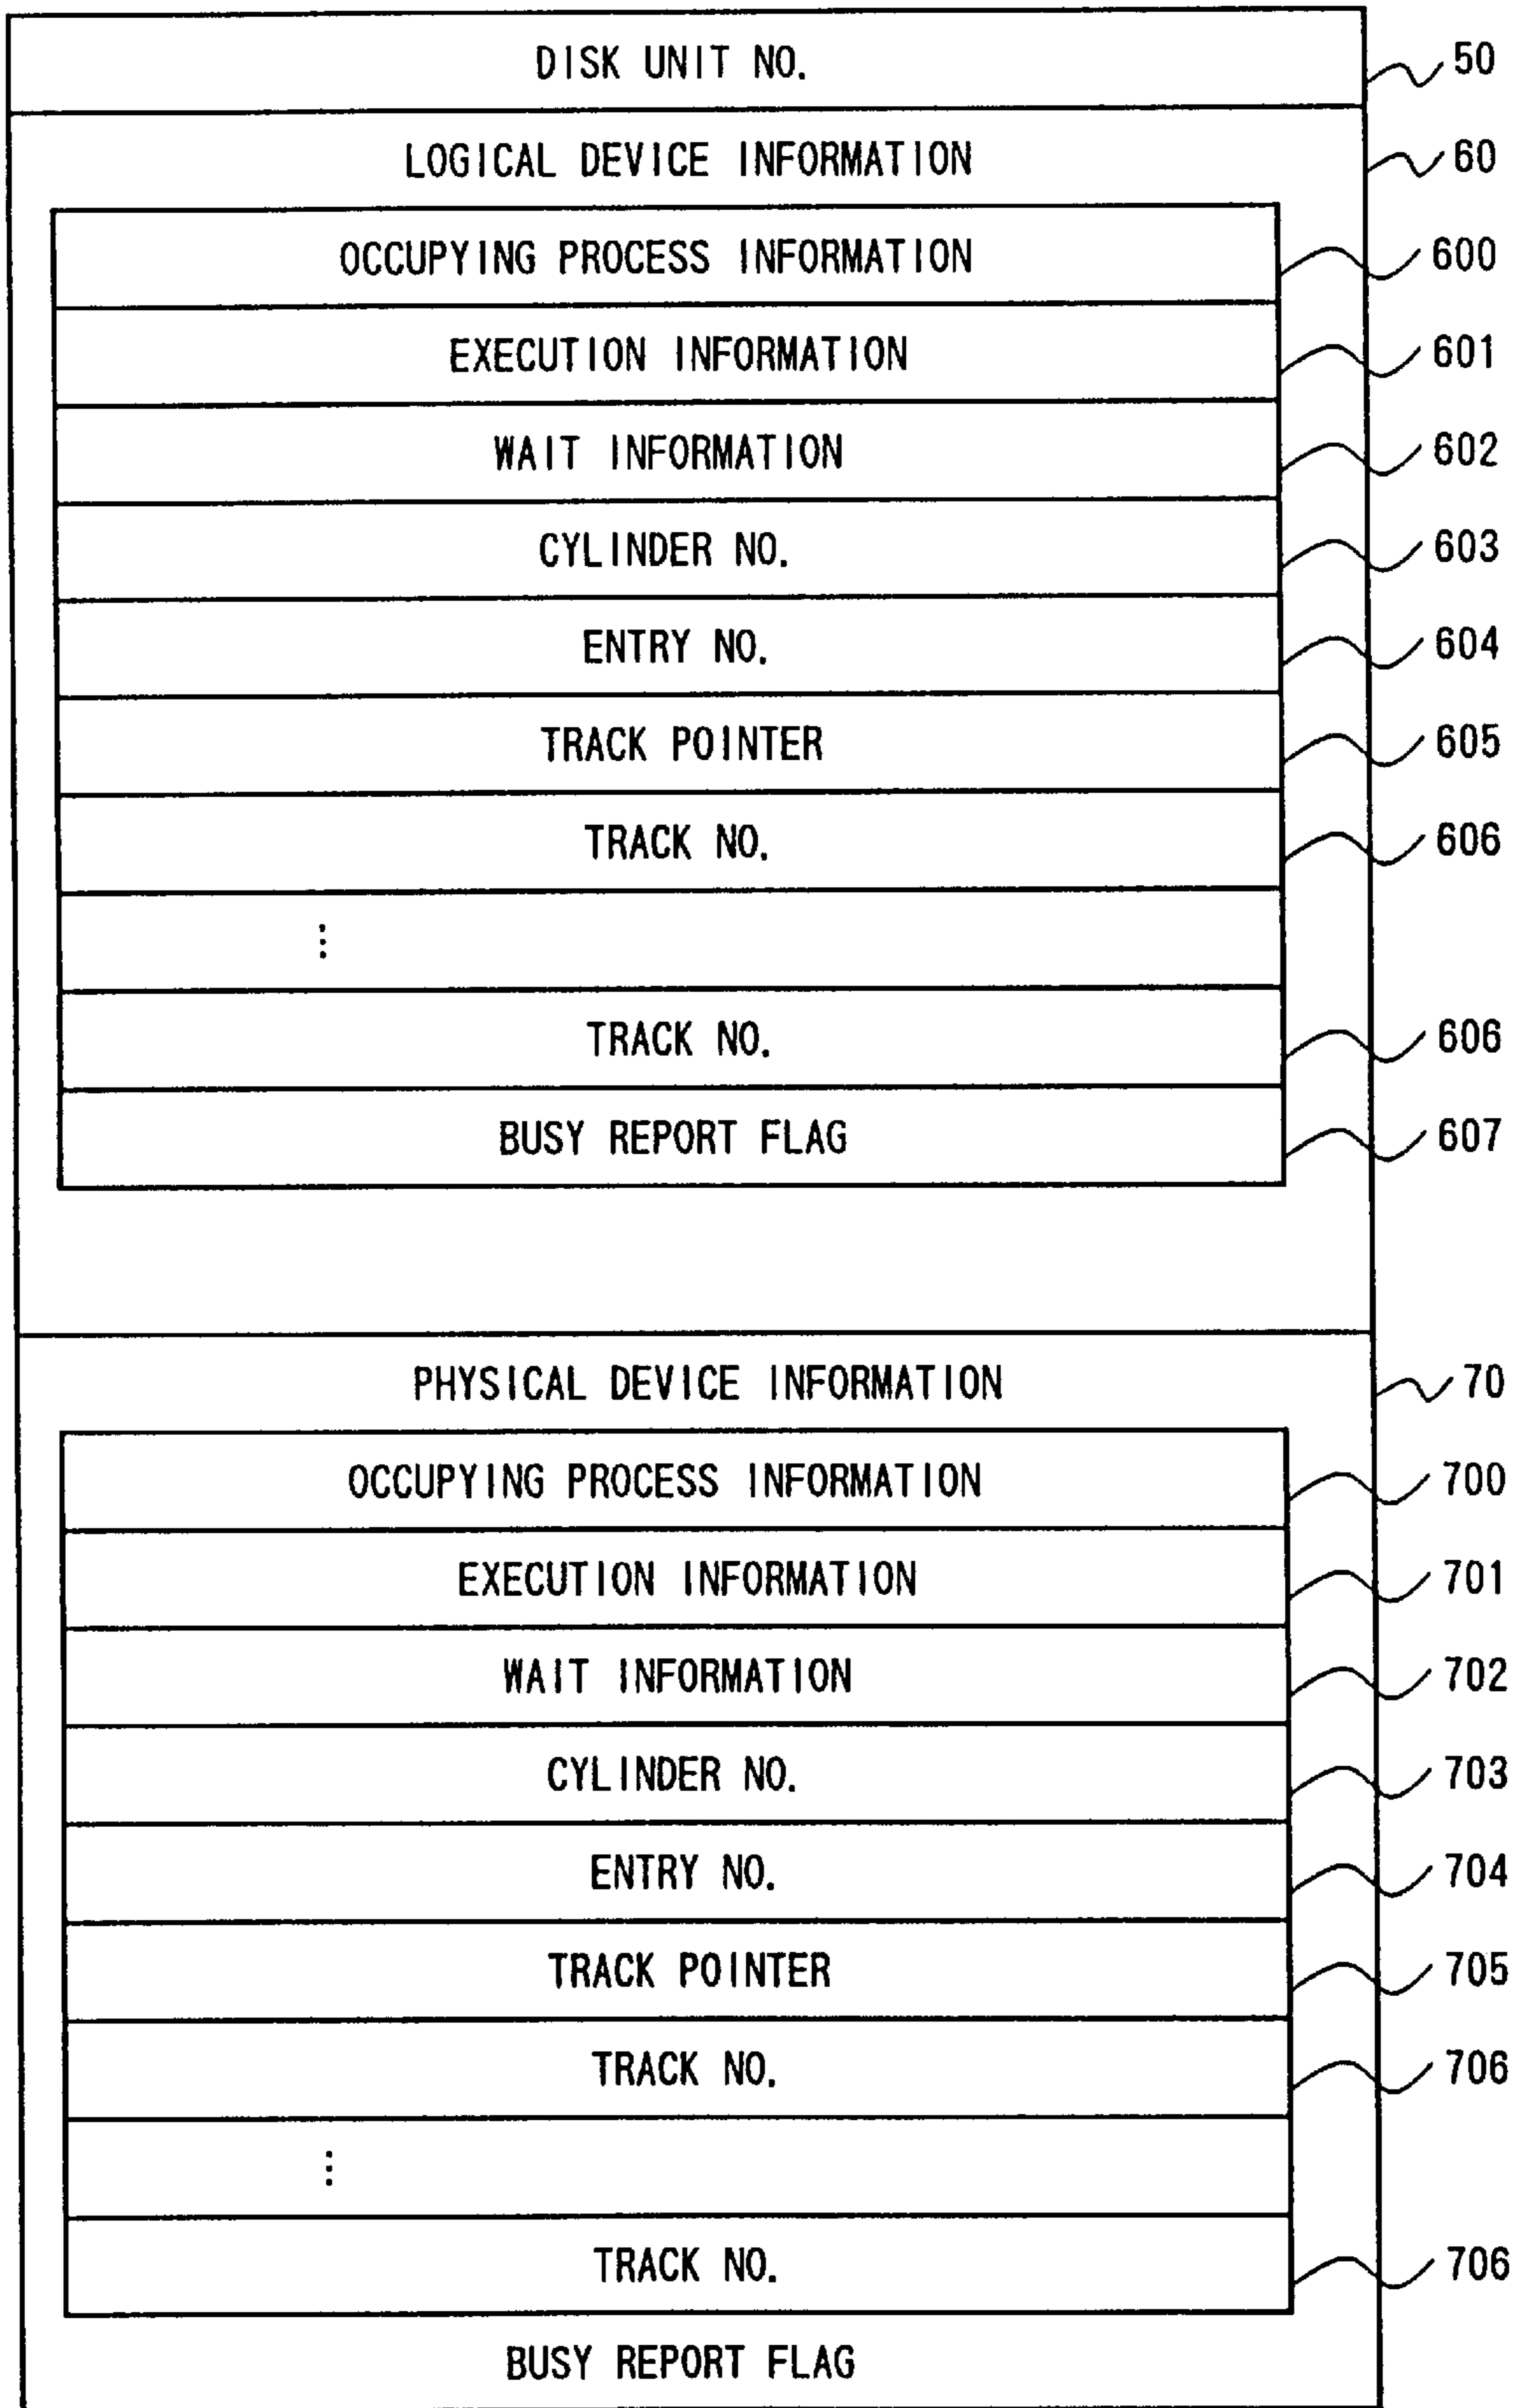 DISK UNIT NO. 50
LOGICAL DEVICE INFORMATION 60
OCCUPYING PROCESS INFORMATION 600
EXECUTION INFORMATION 601
WAIT INFORMATION 602
CYLINDER NO. 603
ENTRY NO. 604
TRACK POINTER 605
TRACK NO. 606
⋮
TRACK NO. 606
BUSY REPORT FLAG 607
PHYSICAL DEVICE INFORMATION 70
OCCUPYING PROCESS INFORMATION 700
EXECUTION INFORMATION 701
WAIT INFORMATION 702
CYLINDER NO. 703
ENTRY NO. 704
TRACK POINTER 705
TRACK NO. 706
⋮
TRACK NO. 706
BUSY REPORT FLAG